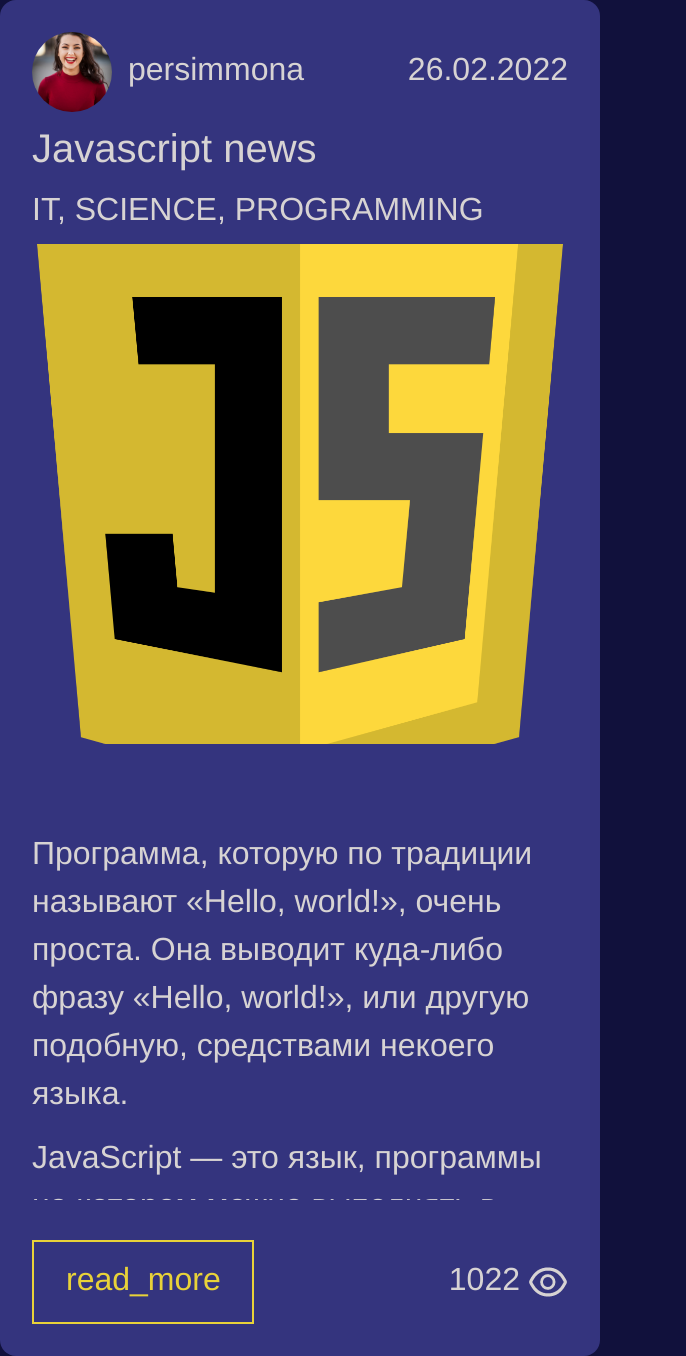 persimmona 26.02.2022
Javascript news
IT, SCIENCE, PROGRAMMING
JS
Программа, которую по традиции
называют «Hello, world!», очень
проста. Она выводит куда-либо
фразу «Hello, world!», или другую
подобную, средствами некоего
языка.
JavaScript — это язык, программы
read_more 1022